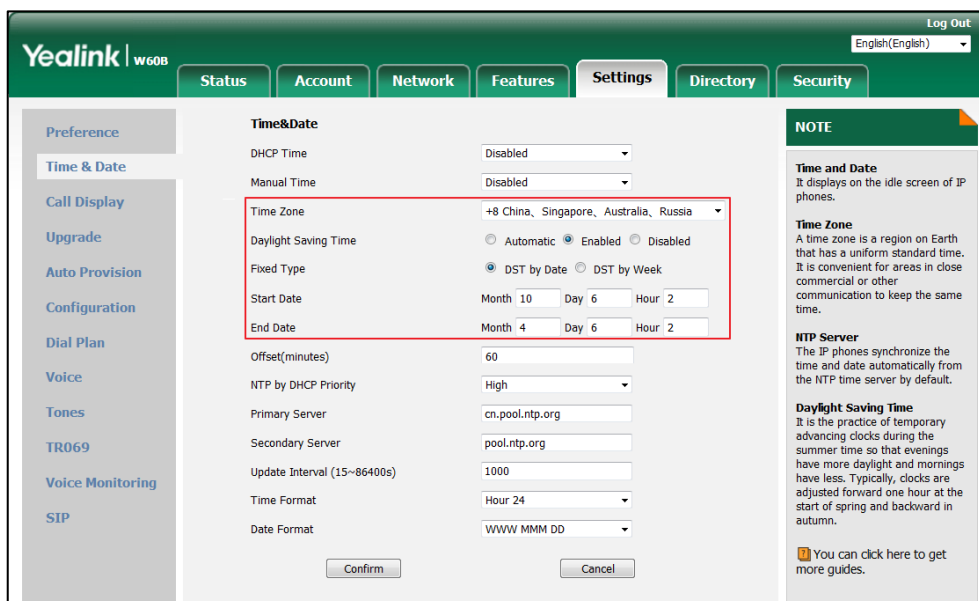 Log Out
English(English)
Yealink | W60B
Status Account Network Features Settings Directory Security
Preference
Time & Date
Call Display
Upgrade
Auto Provision
Configuration
Dial Plan
Voice
Tones
TR069
Voice Monitoring
SIP
Time&Date
DHCP Time Disabled
Manual Time Disabled
Time Zone +8 China、Singapore、Australia、Russia
Daylight Saving Time Automatic Enabled Disabled
Fixed Type DST by Date DST by Week
Start Date Month 10 Day 6 Hour 2
End Date Month 4 Day 6 Hour 2
Offset(minutes) 60
NTP by DHCP Priority High
Primary Server cn.pool.ntp.org
Secondary Server pool.ntp.org
Update Interval (15~86400s) 1000
Time Format Hour 24
Date Format WWW MMM DD
Confirm Cancel
NOTE
Time and Date
It displays on the idle screen of IP
phones.
Time Zone
A time zone is a region on Earth
that has a uniform standard time.
It is convenient for areas in close
commercial or other
communication to keep the same
time.
NTP Server
The IP phones synchronize the
time and date automatically from
the NTP time server by default.
Daylight Saving Time
It is the practice of temporary
advancing clocks during the
summer time so that evenings
have more daylight and mornings
have less. Typically, clocks are
adjusted forward one hour at the
start of spring and backward in
autumn.
You can click here to get
more guides.